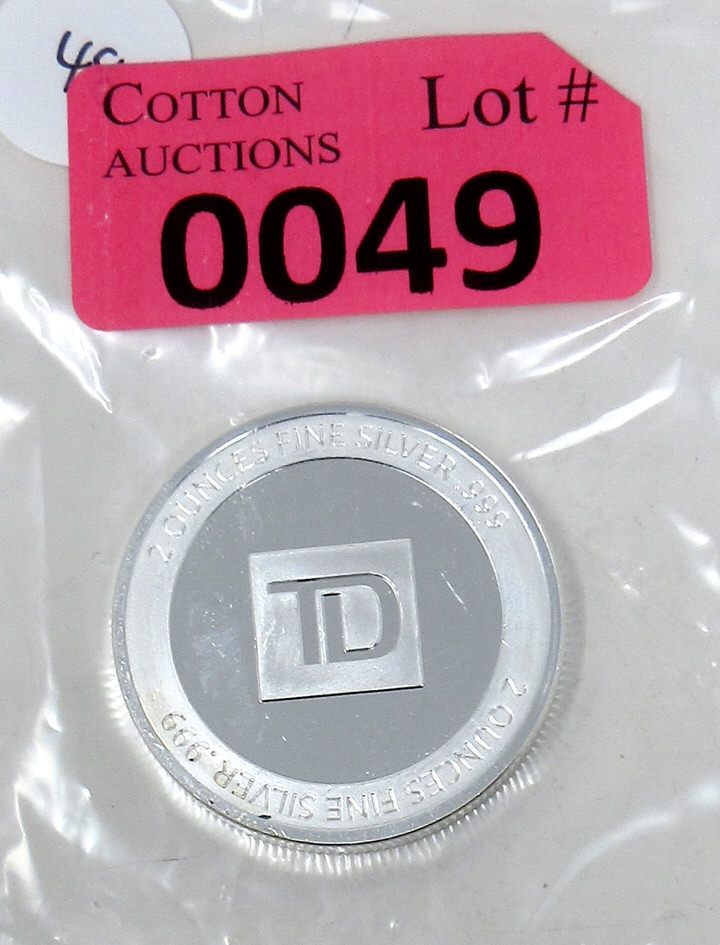 COTTON
AUCTIONS
Lot #
0049
2 OUNCES FINE SILVER .999
TD
2 OUNCES FINE SILVER .999